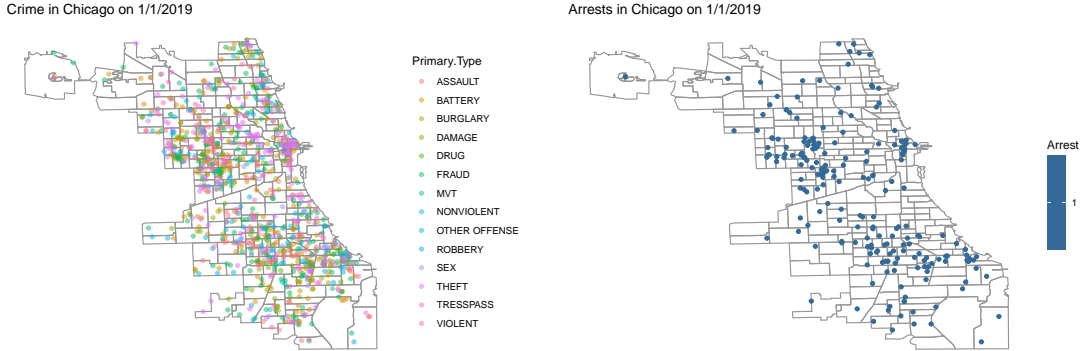 Crime in Chicago on 1/1/2019
Primary.Type
ASSAULT
BATTERY
BURGLARY
DAMAGE
DRUG
FRAUD
MVT
NONVIOLENT
OTHER OFFENSE
ROBBERY
SEX
THEFT
TRESSPASS
VIOLENT
Arrests in Chicago on 1/1/2019
Arrest
1